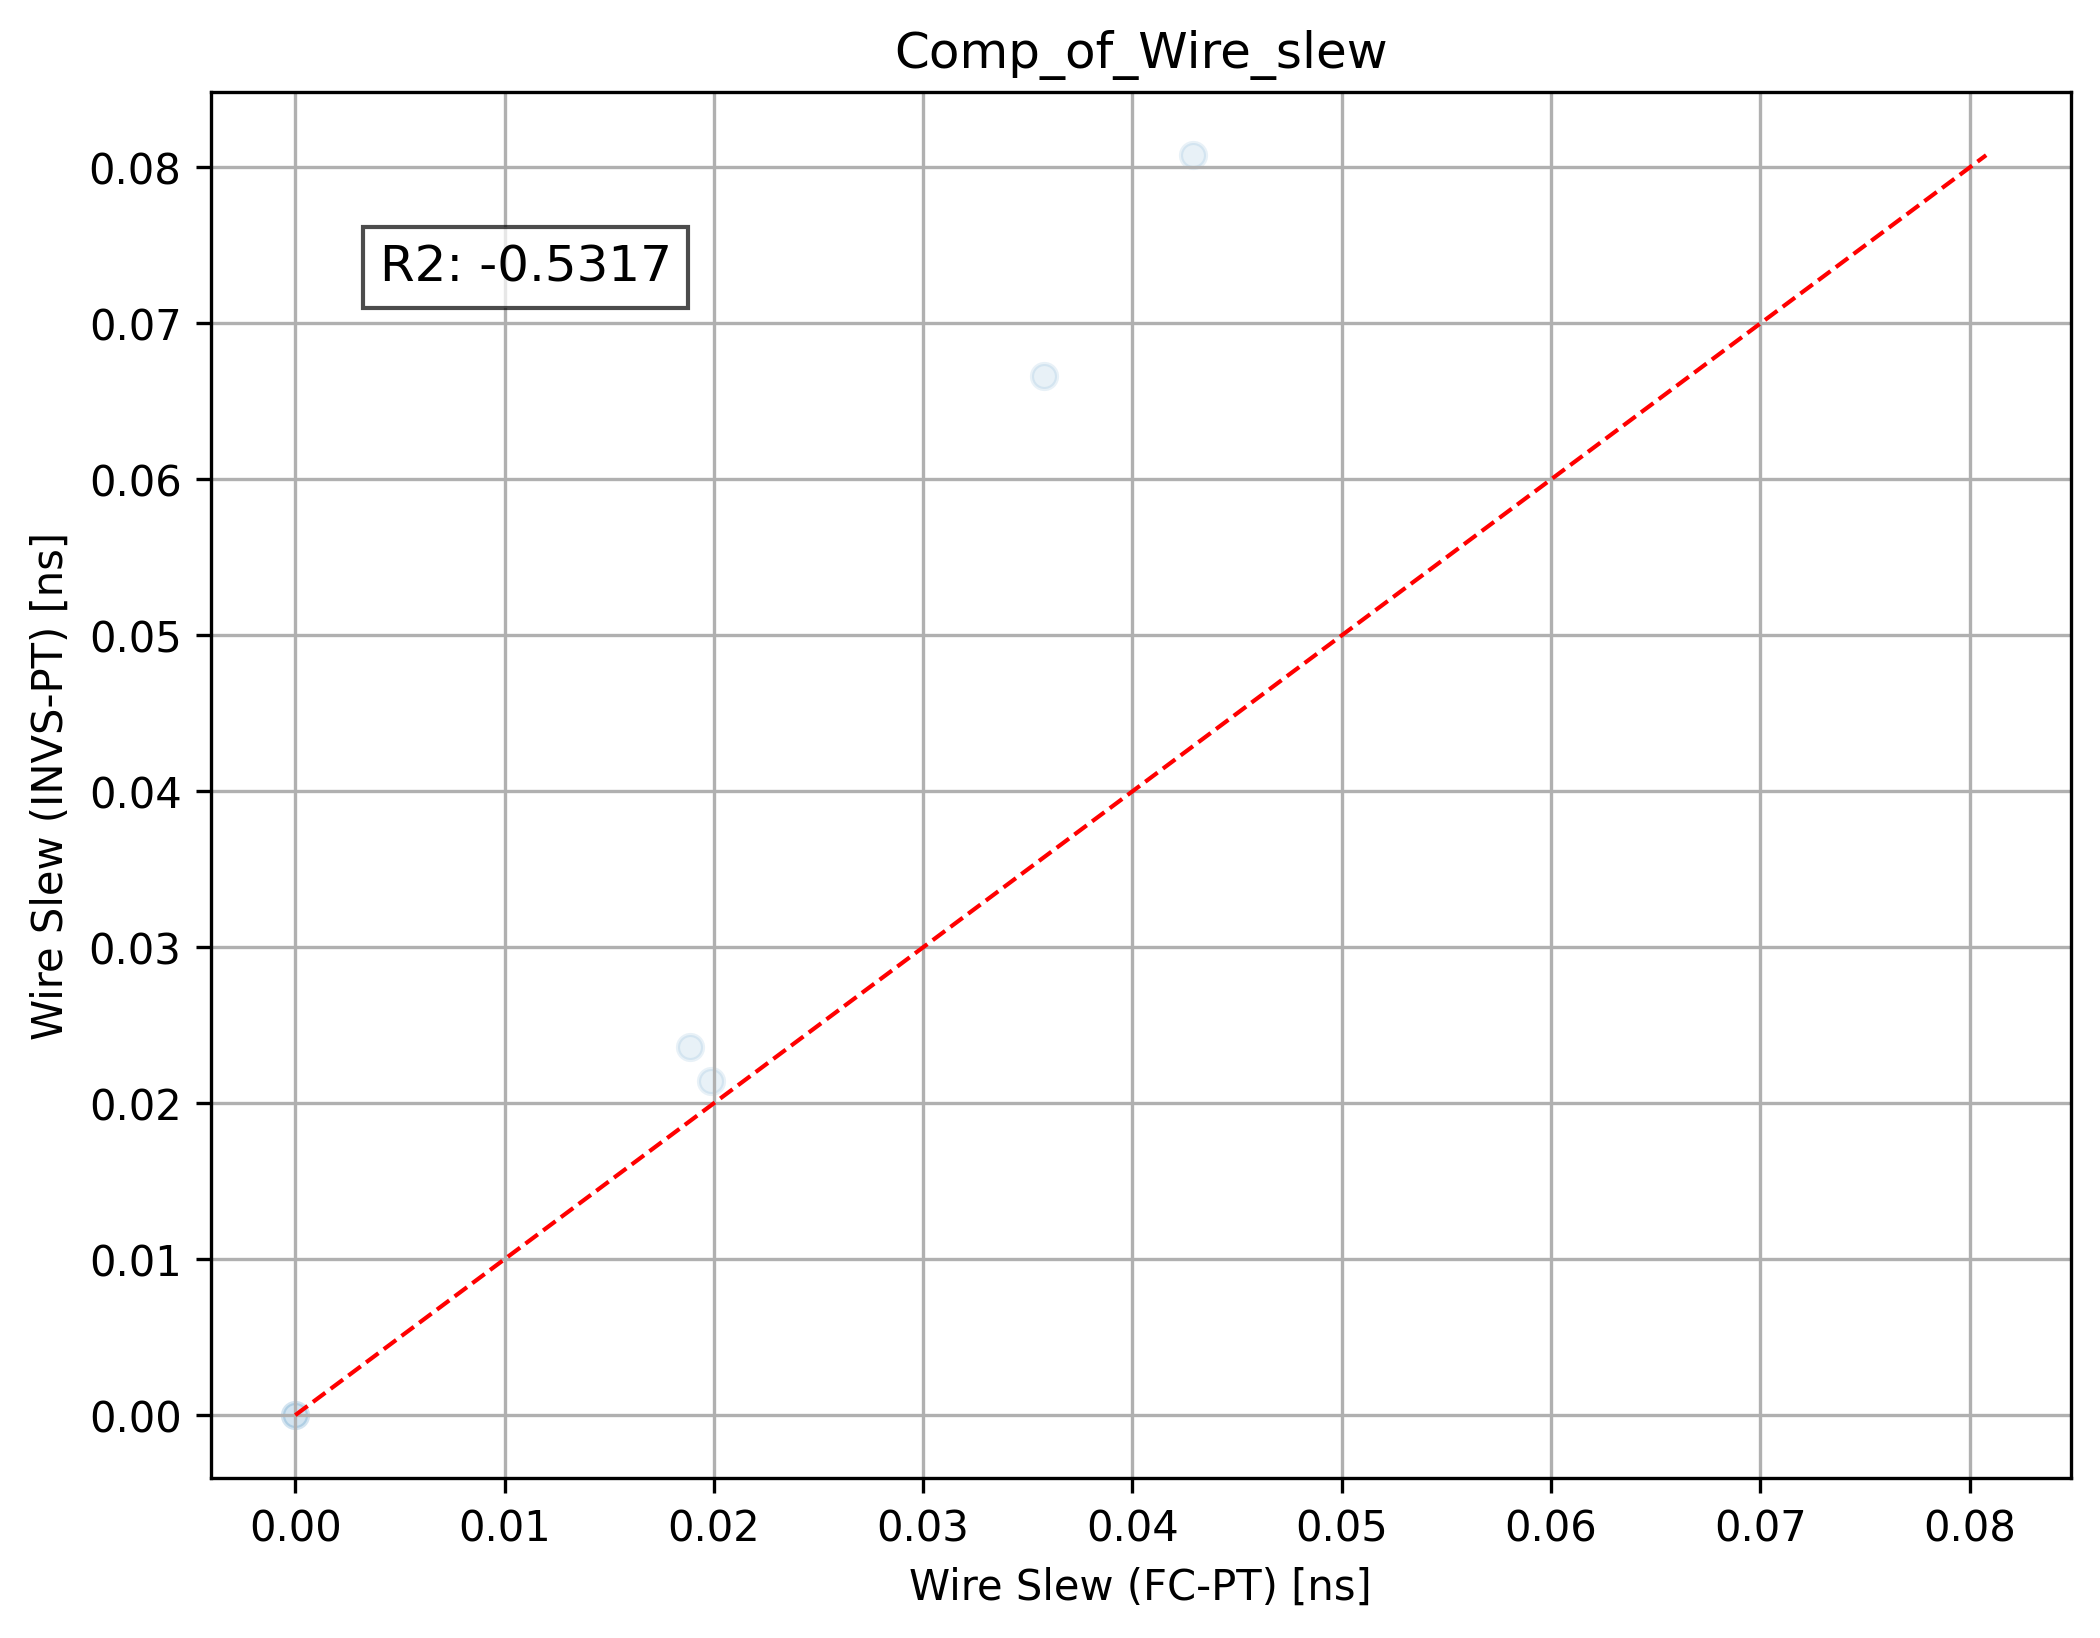 Comp_of_Wire_slew
R2: -0.5317
Wire Slew (INVS-PT) [ns]
0.08
0.07
0.06
0.05
0.04
0.03
0.02
0.01
0.00
0.00 0.01 0.02 0.03 0.04 0.05 0.06 0.07 0.08
Wire Slew (FC-PT) [ns]